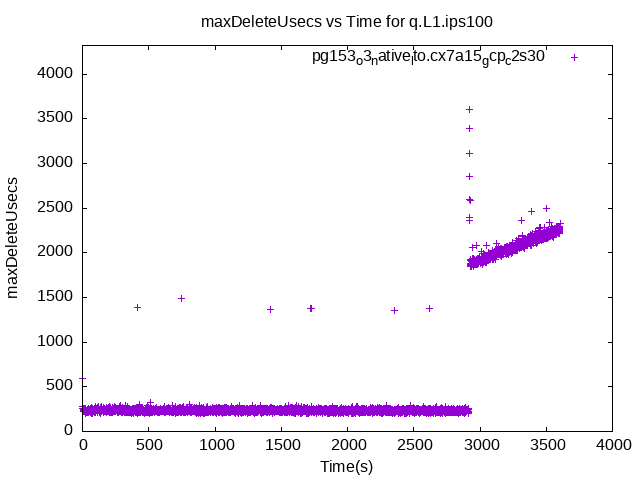 maxDeleteUsecs vs Time for q.L1.ips100
pg153o3native​lto.cx7a15gcpc2s30
4000
3500
3000
2500
2000
1500
1000
500
0
maxDeleteUsecs
0 500 1000 1500 2000 2500 3000 3500 4000
Time(s)